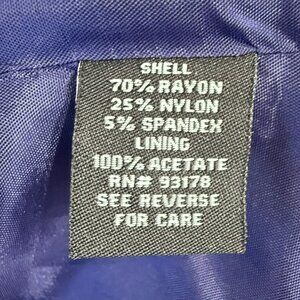 SHELL
70% RAYON
25% NYLON
5% SPANDEX
LINING
100% ACETATE
RN# 93178
SEE REVERSE
FOR CARE